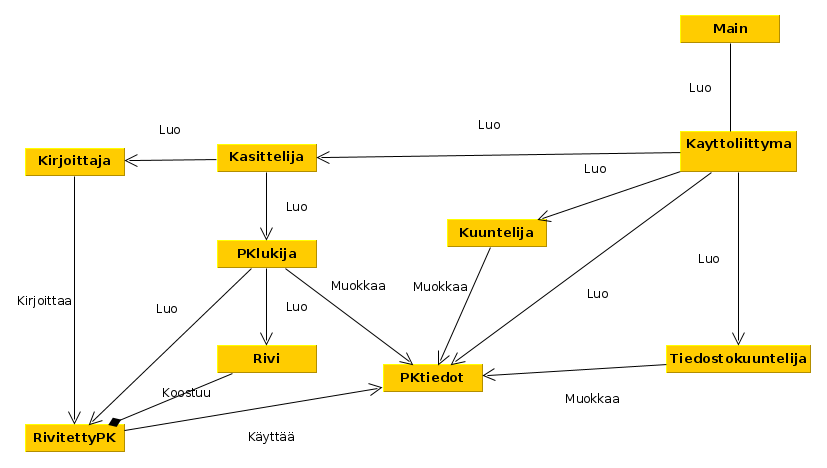 Main
Luo
Luo
Luo
Kirjoittaja
Kasittelija
Kayttoliittyma
Luo
Luo
Kuuntelija
PKlukija
Luo
Muokkaa
Muokkaa
Luo
Kirjoittaa
Luo
Luo
Rivi
Tiedostokuuntelija
PKtiedot
Koostuu
Muokkaa
RivitettyPK
Käyttää